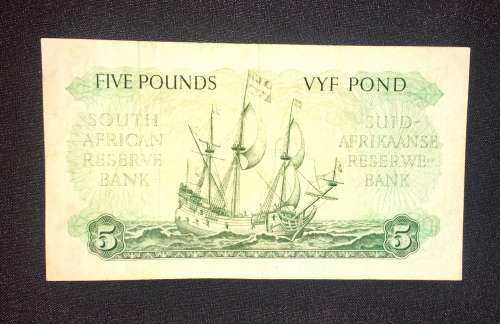 FIVE POUNDS
VYF POND
SOUTH
AFRICAN
RESERVE
BANK
SUID-
AFRIKAANSE
RESERWE-
BANK
5
5